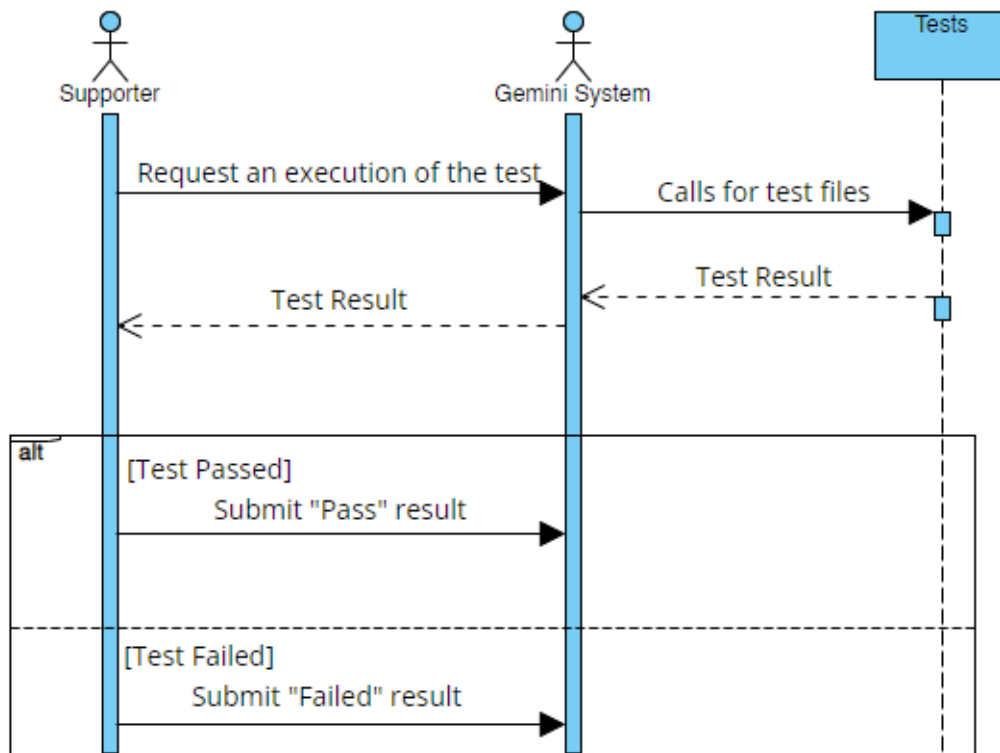 Tests
Supporter
Gemini System
Request an execution of the test
Calls for test files
Test Result
Test Result
alt
[Test Passed]
Submit "Pass" result
[Test Failed]
Submit "Failed" result